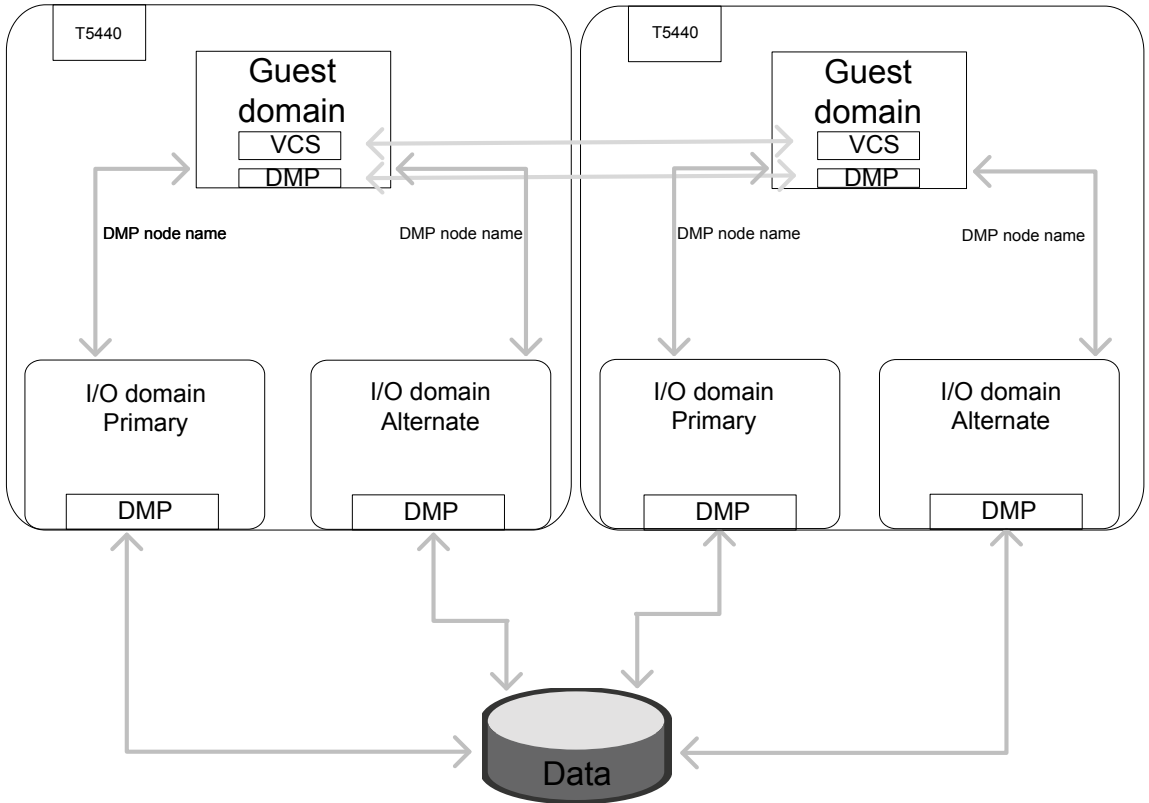 T5440
T5440
Guest
domain
VCS
DMP
Guest
domain
VCS
DMP
DMP node name
DMP node name
DMP node name
DMP node name
I/O domain
Primary
DMP
I/O domain
Alternate
DMP
I/O domain
Primary
DMP
I/O domain
Alternate
DMP
Data